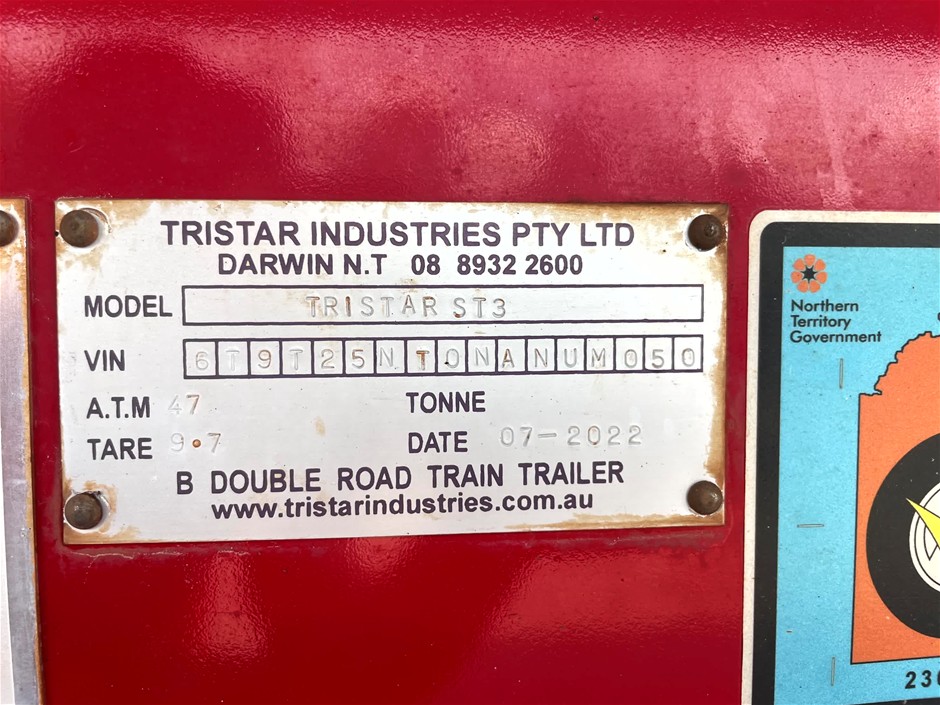 TRISTAR INDUSTRIES PTY LTD
DARWIN N.T 08 8932 2600
MODEL TRISTAR ST3
VIN 6T9T25NT0NANUM050
A.T.M 47 TONNE
TARE 9.7 DATE 07-2022
B DOUBLE ROAD TRAIN TRAILER
www.tristarindustries.com.au
Northern
Territory
Government